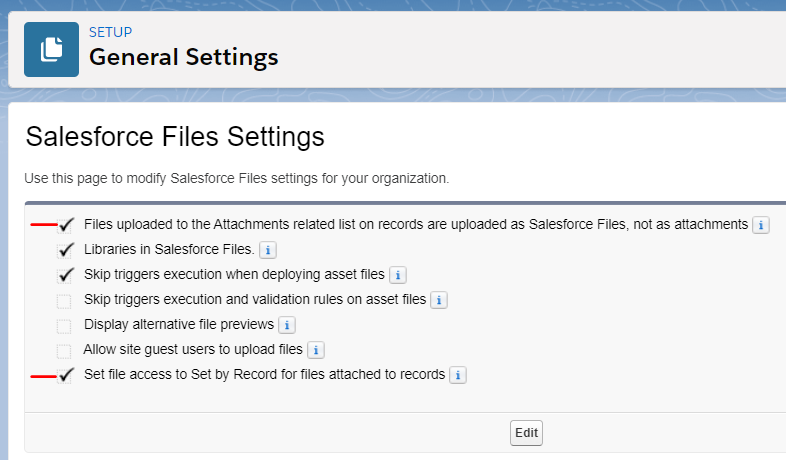 SETUP
General Settings
Salesforce Files Settings
Use this page to modify Salesforce Files settings for your organization.
Files uploaded to the Attachments related list on records are uploaded as Salesforce Files, not as attachments i
Libraries in Salesforce Files. i
Skip triggers execution when deploying asset files i
Skip triggers execution and validation rules on asset files i
Display alternative file previews i
Allow site guest users to upload files i
Set file access to Set by Record for files attached to records i
Edit